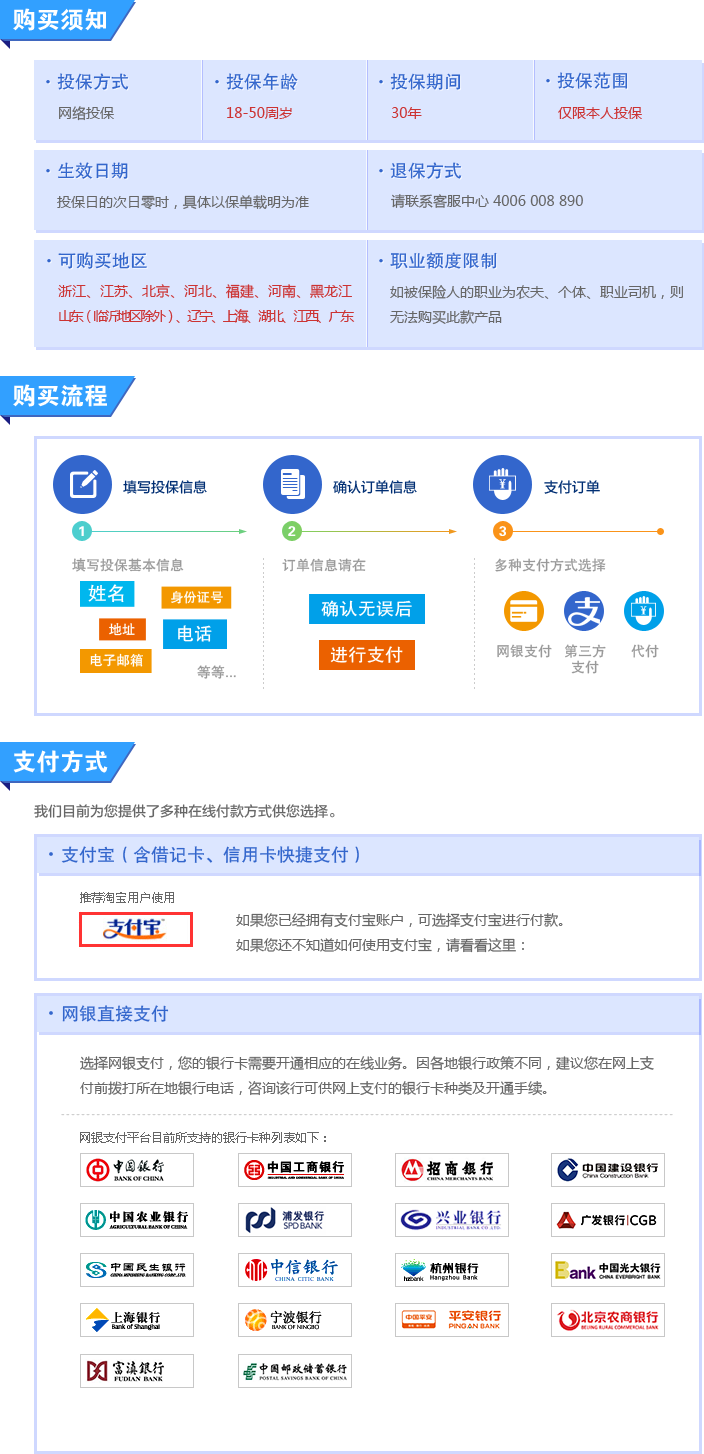 购买须知
· 投保方式
网络投保
· 投保年龄
18-50周岁
· 投保期间
30年
· 投保范围
仅限本人投保
· 生效日期
投保日的次日零时，具体以保单载明为准
· 退保方式
请联系客服中心 4006 008 890
· 可购买地区
浙江、江苏、北京、河北、福建、河南、黑龙江
山东（临沂地区除外）、辽宁、上海、湖北、江西、广东
· 职业额度限制
如被保险人的职业为农夫、个体、职业司机，则
无法购买此款产品
购买流程
填写投保信息
确认订单信息
支付订单
1
2
3
填写投保基本信息
姓名
身份证号
地址
电话
电子邮箱
等等...
订单信息请在
确认无误后
进行支付
多种支付方式选择
支
¥
网银支付
第三方
支付
代付
支付方式
我们目前为您提供了多种在线付款方式供您选择。
· 支付宝（含借记卡、信用卡快捷支付）
推荐淘宝用户使用
支付宝
如果您已经拥有支付宝账户，可选择支付宝进行付款。
如果您还不知道如何使用支付宝，请看看这里：
· 网银直接支付
选择网银支付，您的银行卡需要开通相应的在线业务。因各地银行政策不同，建议您在网上支
付前拨打所在地银行电话，咨询该行可供网上支付的银行卡种类及开通手续。
网银支付平台目前所支持的银行卡种列表如下：
中国银行
BANK OF CHINA
中国工商银行
INDUSTRIAL AND COMMERCIAL BANK OF CHINA
招商银行
CHINA MERCHANTS BANK
中国建设银行
China Construction Bank
中国农业银行
AGRICULTURAL BANK OF CHINA
浦发银行
SPD BANK
兴业银行
INDUSTRIAL BANK CO.,LTD.
广发银行|CGB
中国民生银行
CHINA MINSHENG BANKING CORP.,LTD.
中信银行
CHINA CITIC BANK
hzbank
杭州银行
Hangzhou Bank
Bank
中国光大银行
CHINA EVERBRIGHT BANK
上海银行
Bank of Shanghai
宁波银行
BANK OF NINGBO
中国平安
平安银行
PING AN BANK
北京农商银行
BEIJING RURAL COMMERCIAL BANK
富滇银行
FUDIAN BANK
中国邮政储蓄银行
POSTAL SAVINGS BANK OF CHINA